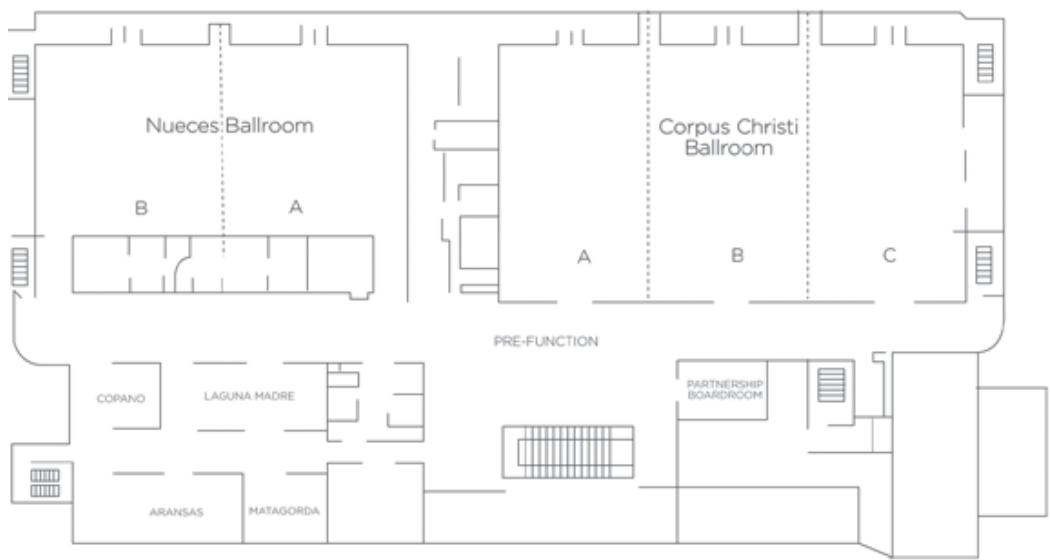 Nueces Ballroom
Corpus Christi
Ballroom
B
A
A
B
C
PRE-FUNCTION
COPANO
LAGUNA MADRE
PARTNERSHIP
BOARDROOM
ARANSAS
MATAGORDA